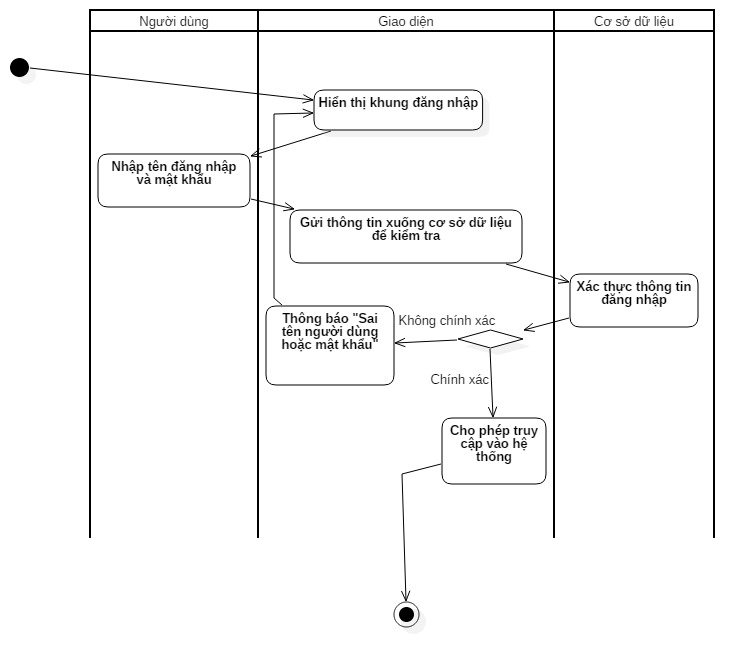 Người dùng
Giao diện
Cơ sở dữ liệu
Hiển thị khung đăng nhập
Nhập tên đăng nhập
và mật khẩu
Gửi thông tin xuống cơ sở dữ liệu
để kiểm tra
Xác thực thông tin
đăng nhập
Thông báo "Sai
tên người dùng
hoặc mật khẩu"
Không chính xác
Chính xác
Cho phép truy
cập vào hệ
thống